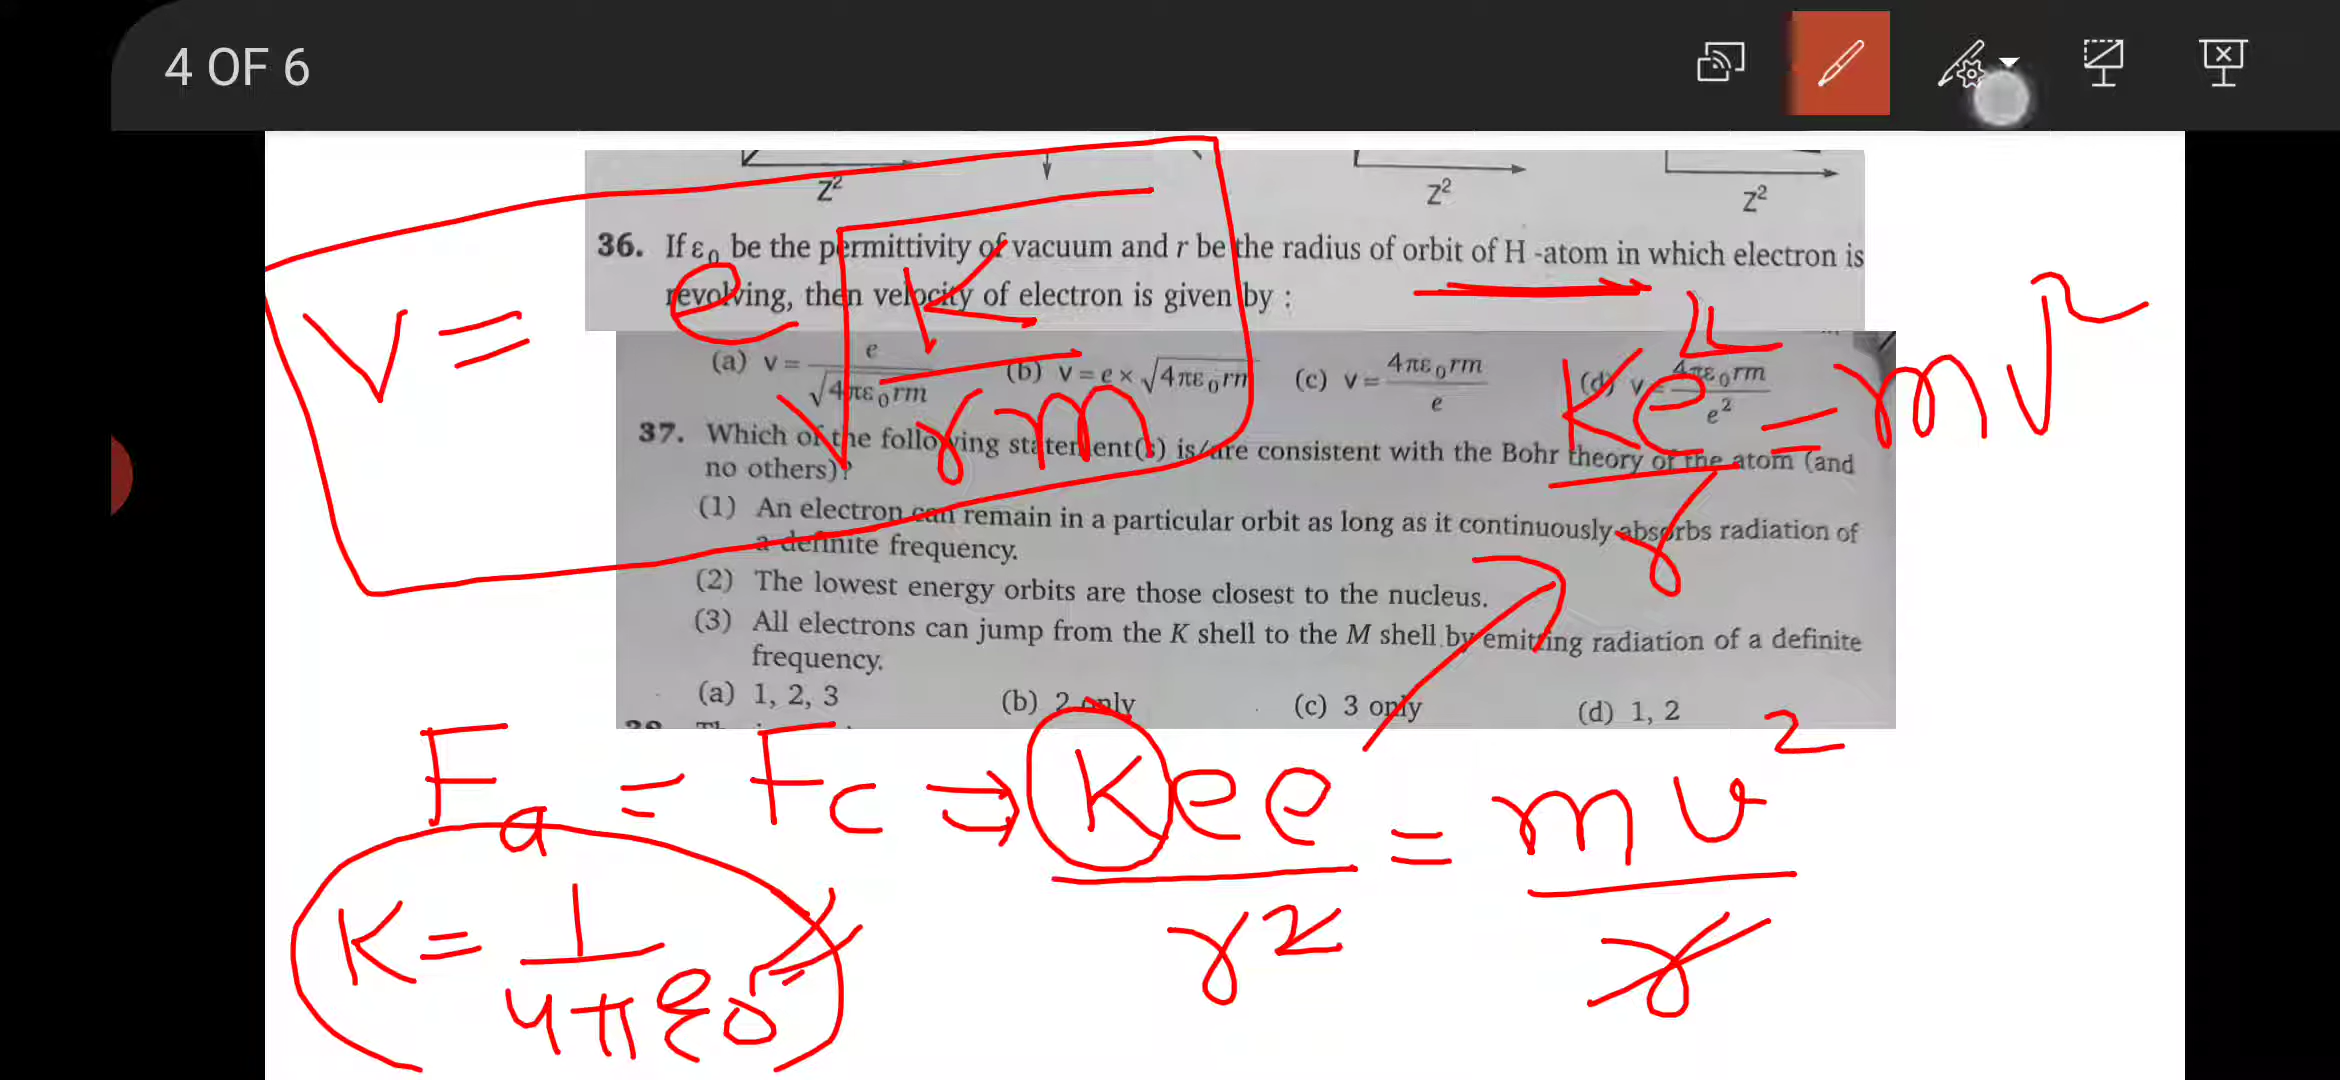 4 OF 6
Z²
Z²
Z²
36. If ε₀ be the permittivity of vacuum and r be the radius of orbit of H -atom in which electron is
revolving, then velocity of electron is given by :
V = e √(K/rm)
Ke²/r = mv²
(a) v = e/√4πε₀rm (b) v = e × √4πε₀rm (c) v = 4πε₀rm/e (d) v = 4πε₀rm/e²
37. Which of the following statement(s) is/are consistent with the Bohr theory of the atom (and
no others)?
(1) An electron can remain in a particular orbit as long as it continuously absorbs radiation of
a definite frequency.
(2) The lowest energy orbits are those closest to the nucleus.
(3) All electrons can jump from the K shell to the M shell by emitting radiation of a definite
frequency.
(a) 1, 2, 3 (b) 2 only (c) 3 only (d) 1, 2
Fa = Fc ⇒ Kee/r² = mv²/r
K = 1/4πε₀